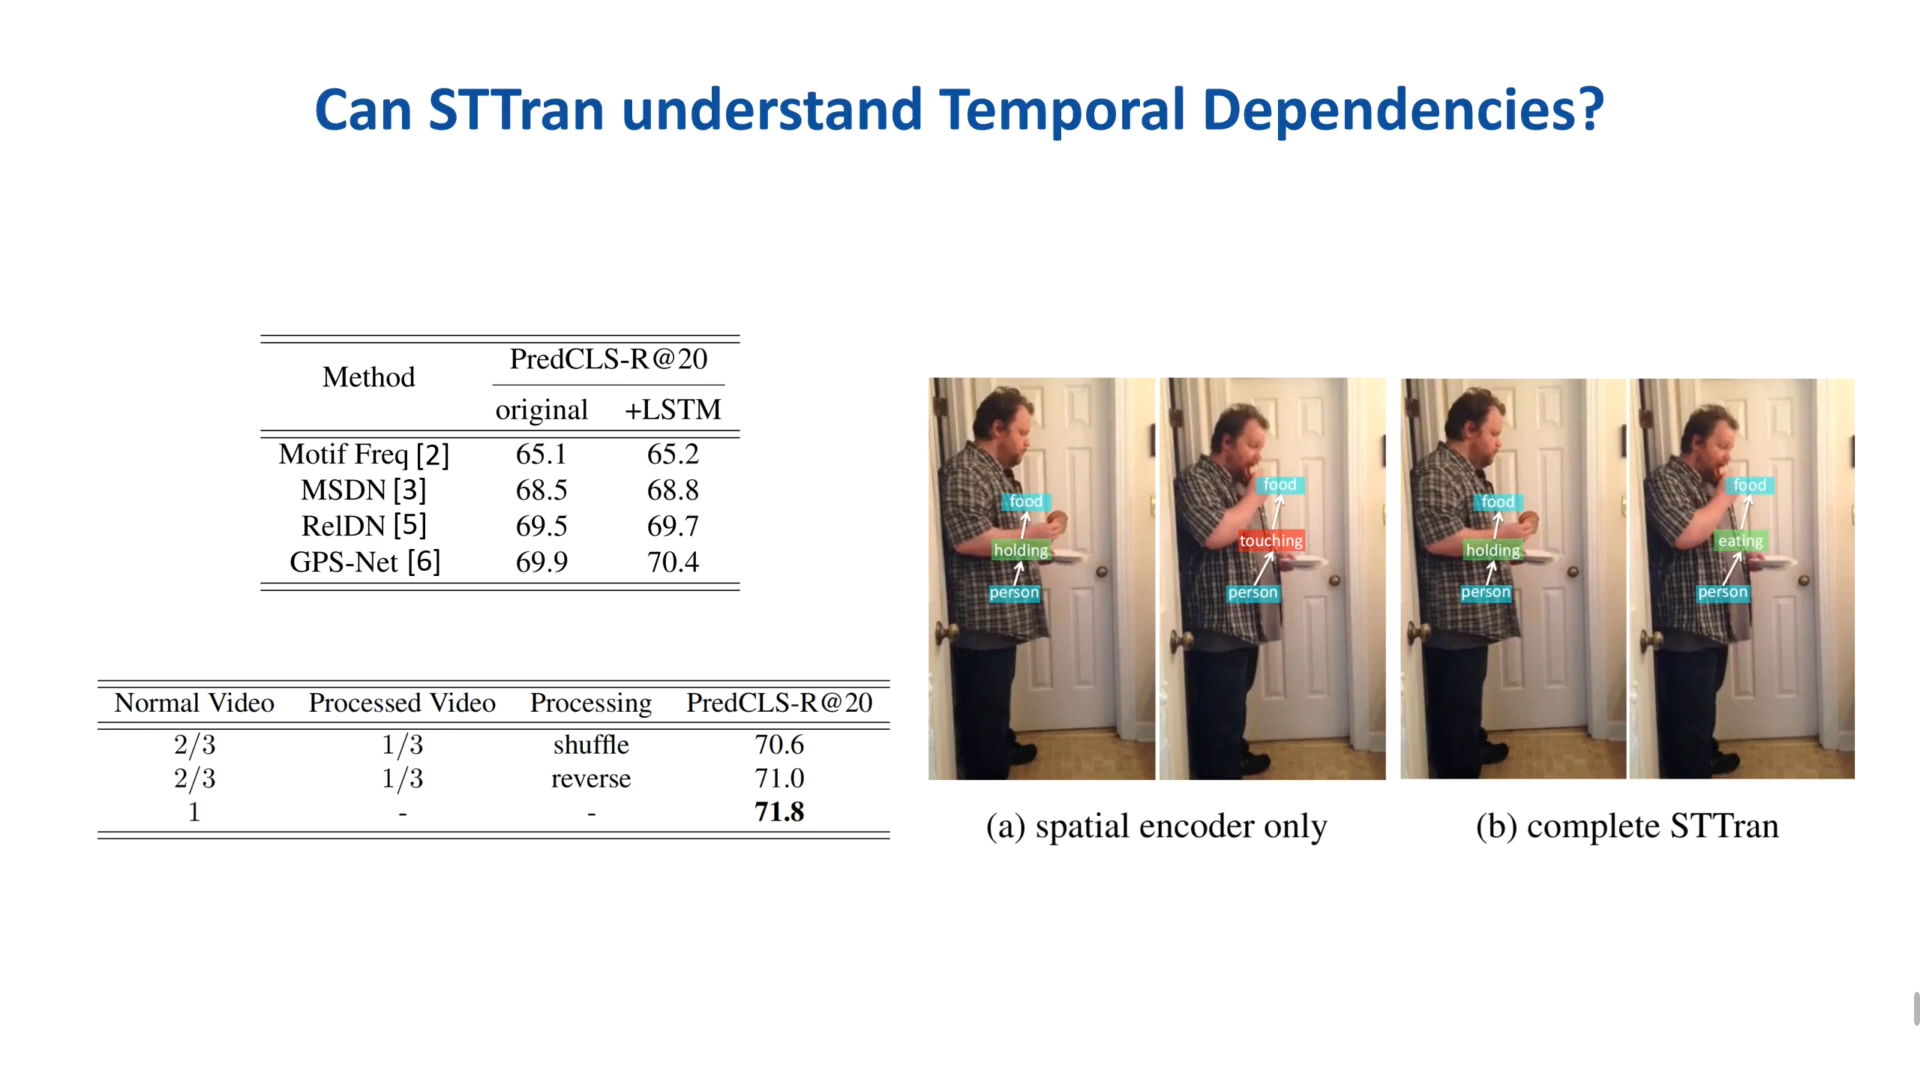 Can STTran understand Temporal Dependencies?
Method PredCLS-R@20
original +LSTM
Motif Freq [2] 65.1 65.2
MSDN [3] 68.5 68.8
RelDN [5] 69.5 69.7
GPS-Net [6] 69.9 70.4
Normal Video Processed Video Processing PredCLS-R@20
2/3 1/3 shuffle 70.6
2/3 1/3 reverse 71.0
1 - - 71.8
food
holding
person
food
touching
person
food
holding
person
food
eating
person
(a) spatial encoder only
(b) complete STTran